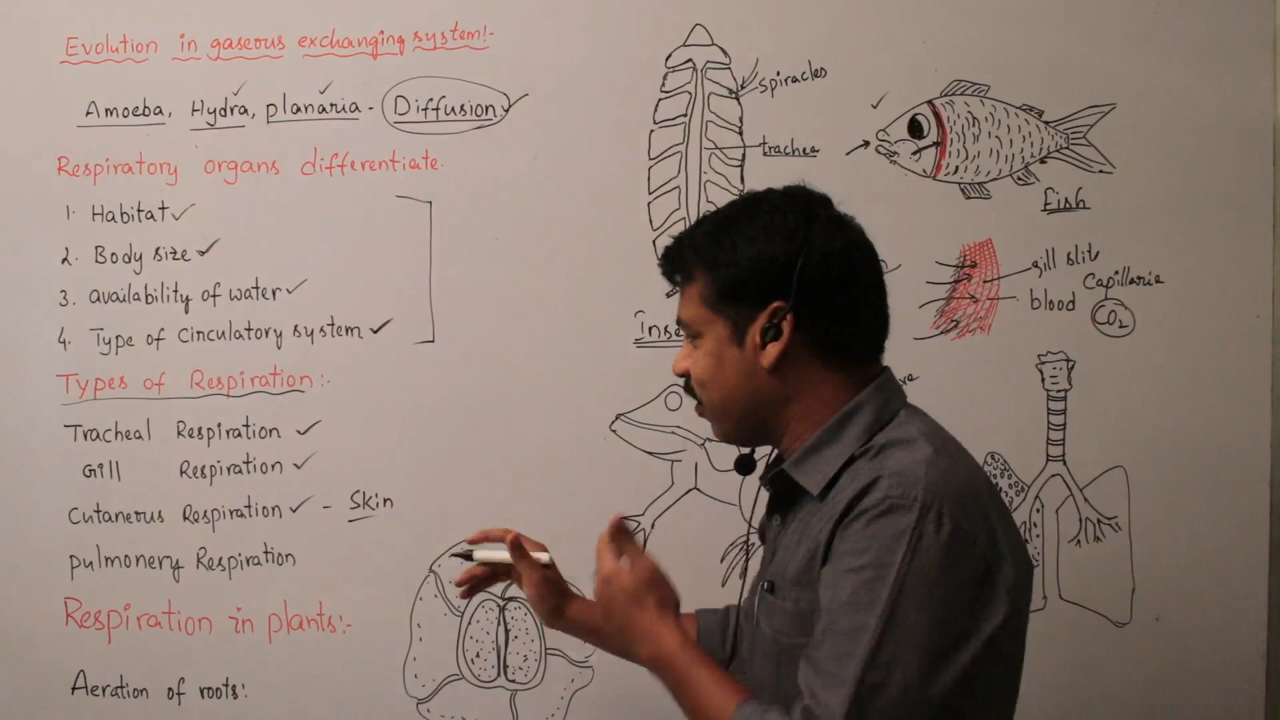 Evolution in gaseous exchanging system!-
Amoeba, Hydra, planaria - Diffusion
Respiratory organs differentiate.
1. Habitat
2. Body size
3. availability of water
4. Type of Circulatory system
Types of Respiration:-
Tracheal Respiration
Gill Respiration
Cutaneous Respiration - Skin
pulmonery Respiration
Respiration in plants:-
Aeration of roots:
spiracles
trachea
Fish
gill slit
Capillarie
blood
CO2